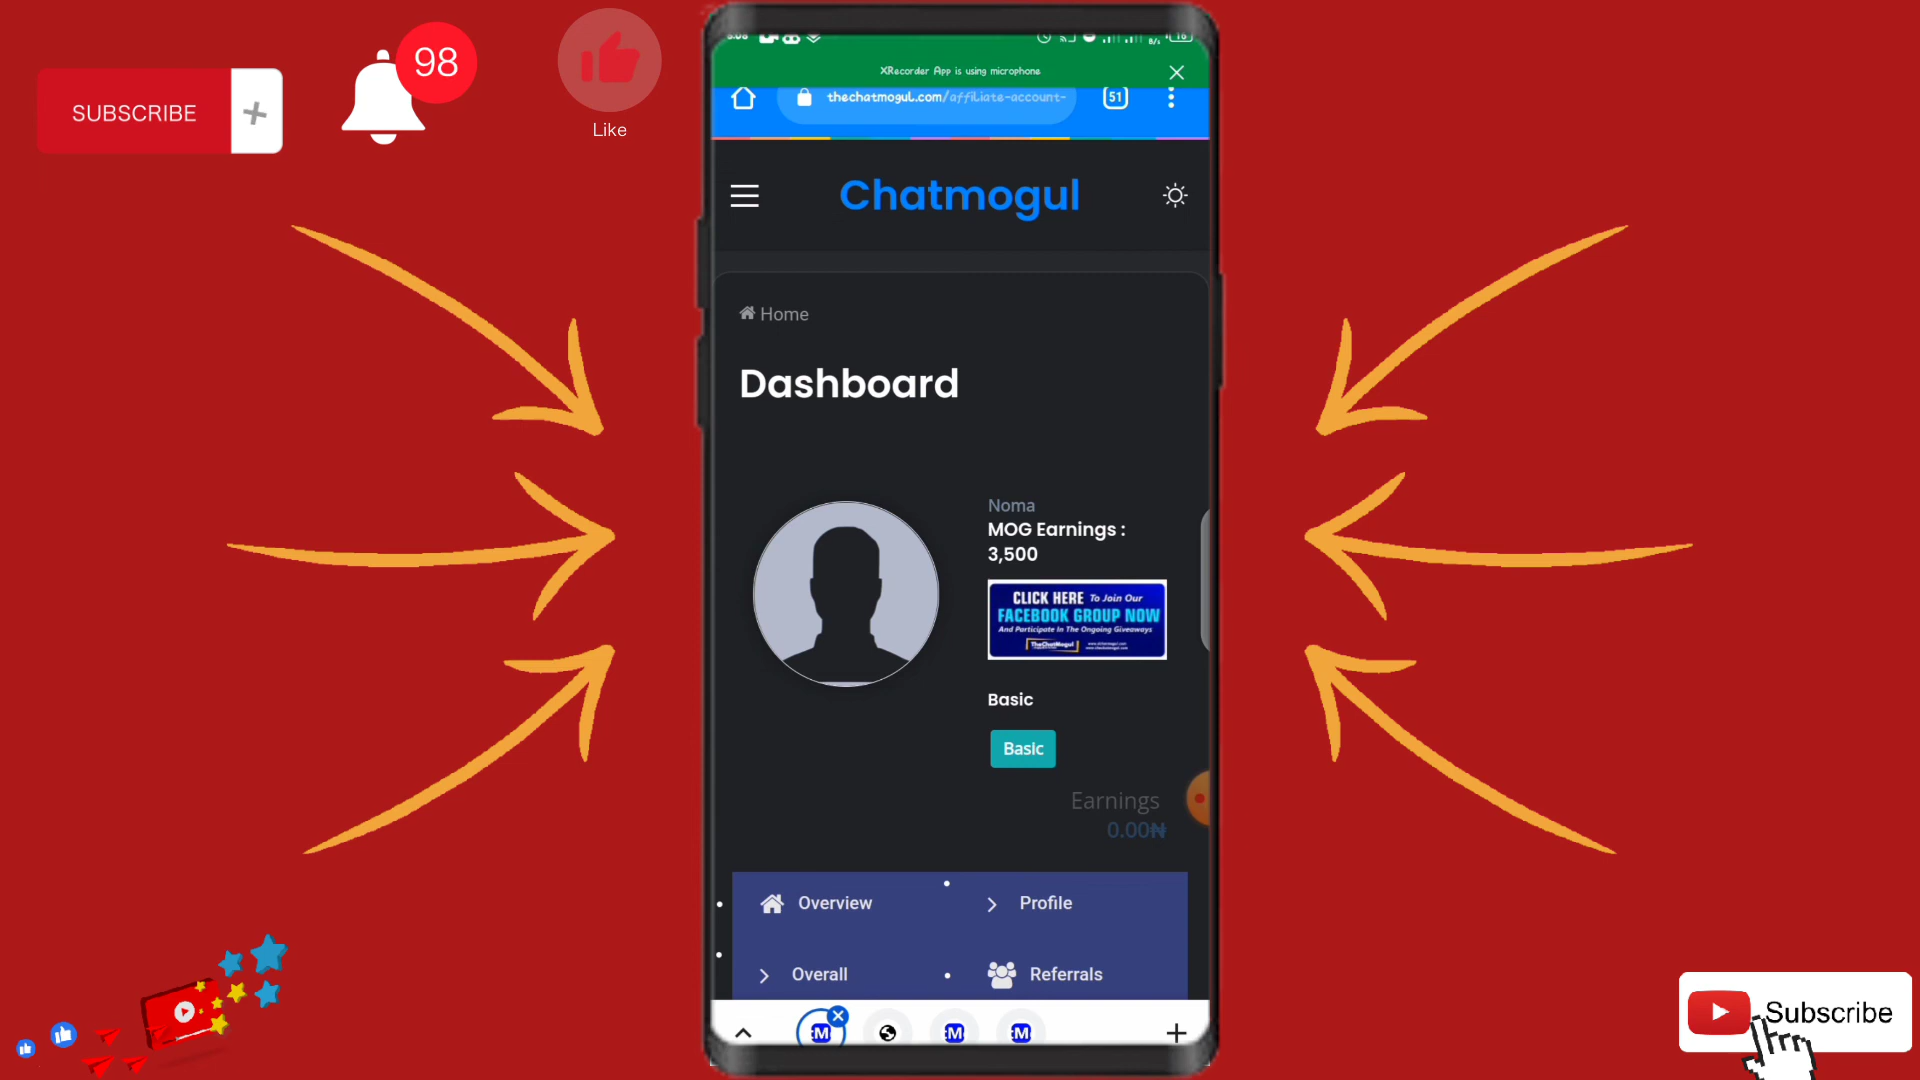 SUBSCRIBE
98
Like
XRecorder App is using microphone
thechatmogul.com/affiliate-account-
51
Chatmogul
Home
Dashboard
Noma
MOG Earnings :
3,500
CLICK HERE To Join Our
FACEBOOK GROUP NOW
And Participate In The Ongoing Giveaways
TheChatMogul
Basic
Basic
Earnings
0.00₦
Overview
Profile
Overall
Referrals
Subscribe